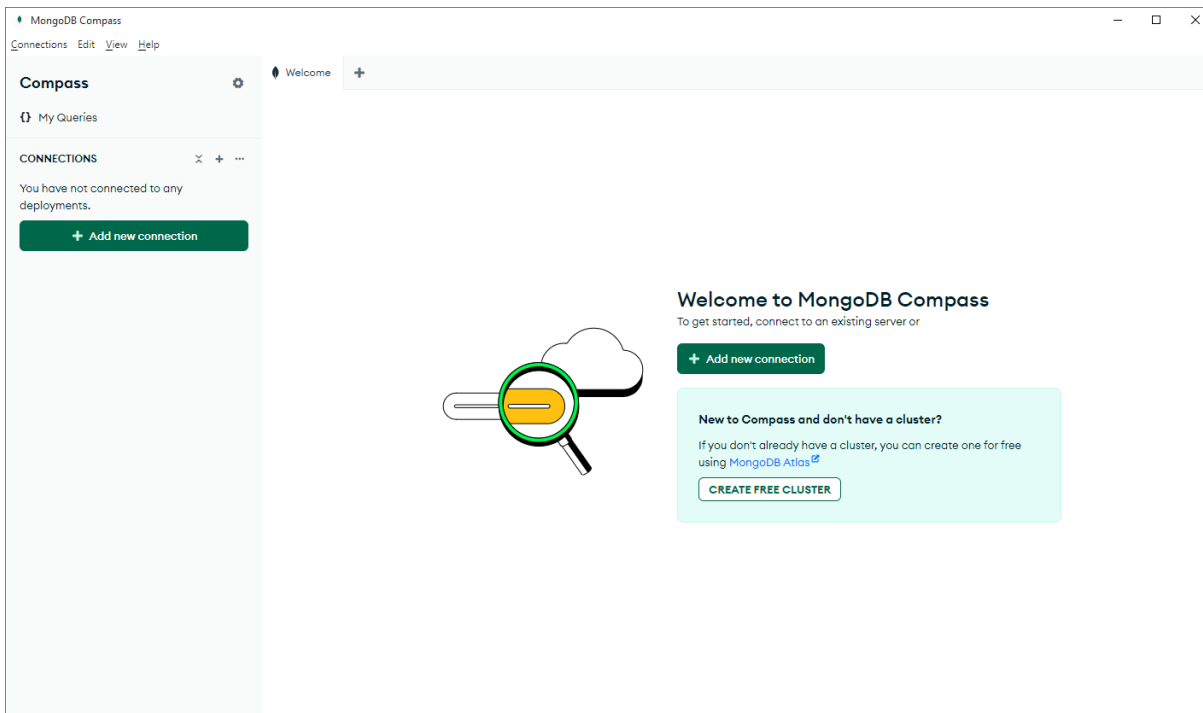 MongoDB Compass
Connections Edit View Help
Compass
{} My Queries
CONNECTIONS
You have not connected to any
deployments.
+ Add new connection
Welcome
Welcome to MongoDB Compass
To get started, connect to an existing server or
+ Add new connection
New to Compass and don't have a cluster?
If you don't already have a cluster, you can create one for free
using MongoDB Atlas
CREATE FREE CLUSTER